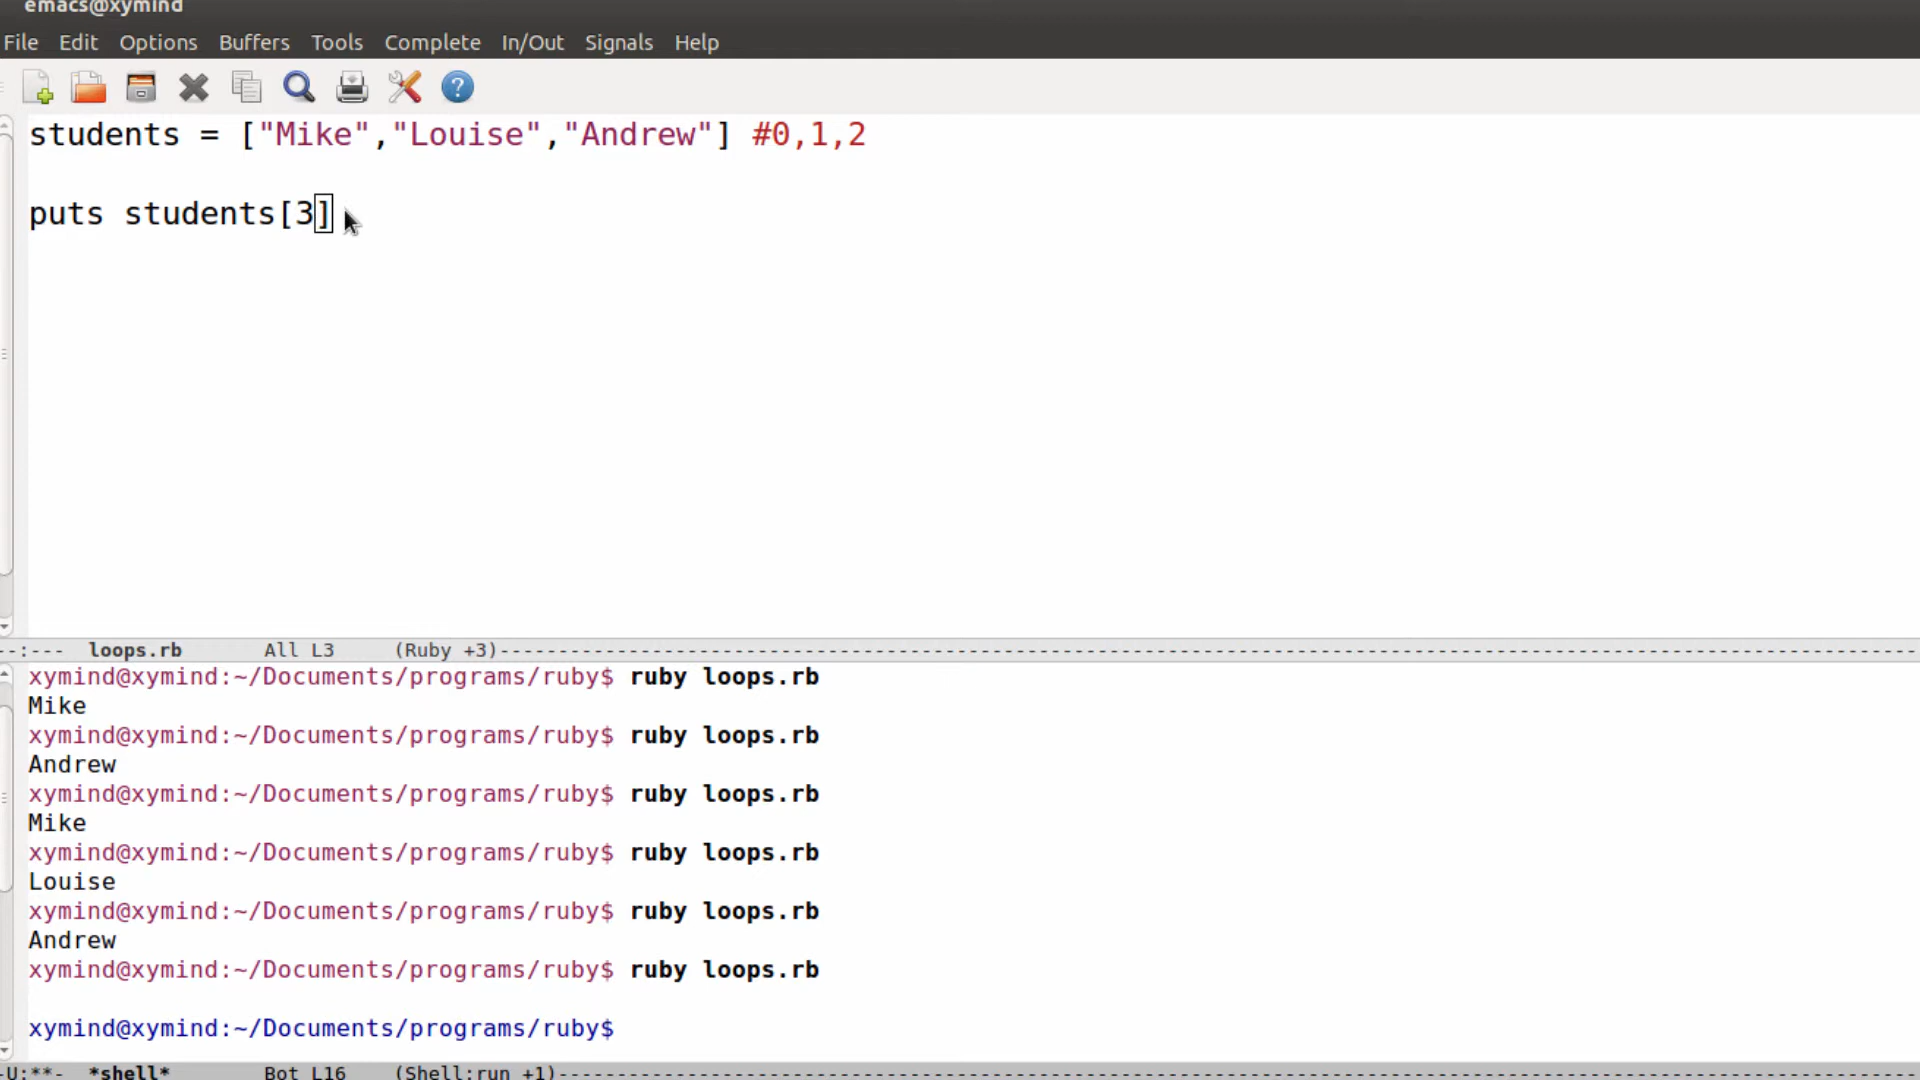 emacs@xymind
File Edit Options Buffers Tools Complete In/Out Signals Help
students = ["Mike","Louise","Andrew"] #0,1,2
puts students[3]
--:--- loops.rb All L3 (Ruby +3)--------------------------------------------------------------------------------
xymind@xymind:~/Documents/programs/ruby$ ruby loops.rb
Mike
xymind@xymind:~/Documents/programs/ruby$ ruby loops.rb
Andrew
xymind@xymind:~/Documents/programs/ruby$ ruby loops.rb
Mike
xymind@xymind:~/Documents/programs/ruby$ ruby loops.rb
Louise
xymind@xymind:~/Documents/programs/ruby$ ruby loops.rb
Andrew
xymind@xymind:~/Documents/programs/ruby$ ruby loops.rb
xymind@xymind:~/Documents/programs/ruby$
-U:**- *shell* Bot L16 (Shell:run +1)--------------------------------------------------------------------------------